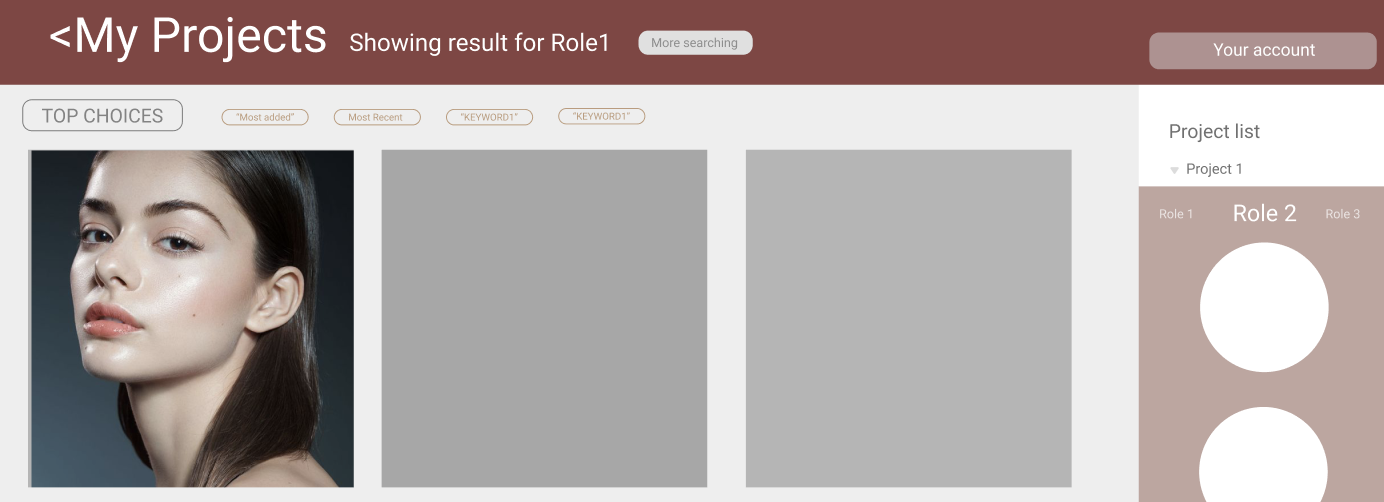 <My Projects
Showing result for Role1
More searching
Your account
TOP CHOICES
"Most added"
Most Recent
"KEYWORD1"
"KEYWORD1"
Project list
Project 1
Role 1
Role 2
Role 3